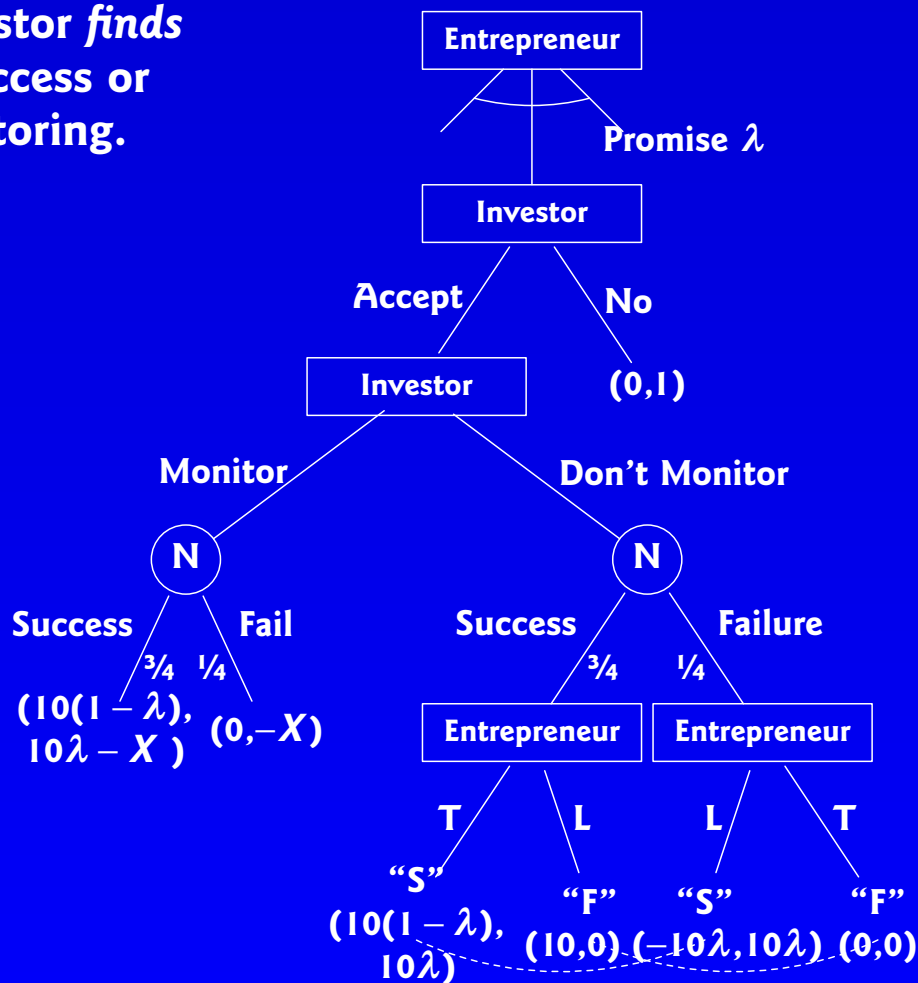 stor finds
ccess or
toring.
Entrepreneur
Promise λ
Investor
Accept
No
Investor
(0,1)
Monitor
Don't Monitor
N
N
Success
Fail
Success
Failure
¾
¼
¾
¼
(10(1 – λ),
10λ – X )
(0,–X)
Entrepreneur
Entrepreneur
T
L
L
T
“S”
“F”
“S”
“F”
(10(1 – λ),
10λ)
(10,0)
(–10λ,10λ)
(0,0)